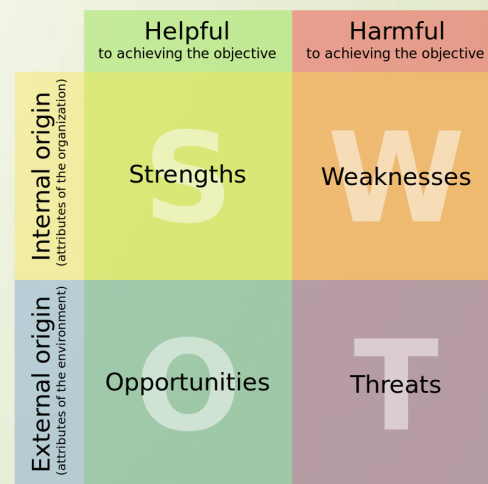 Helpful
to achieving the objective
Harmful
to achieving the objective
Internal origin
(attributes of the organization)
S
Strengths
W
Weaknesses
External origin
(attributes of the environment)
O
Opportunities
T
Threats